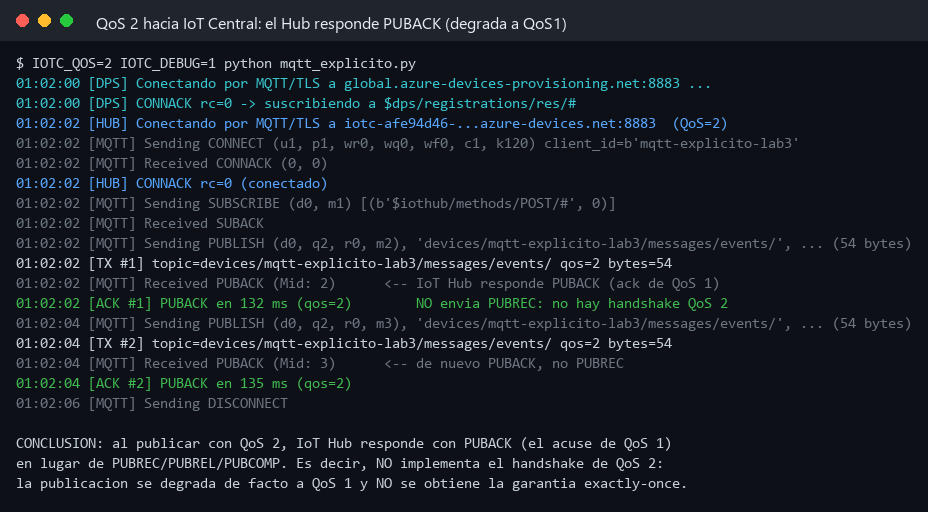 QoS 2 hacia IoT Central: el Hub responde PUBACK (degrada a QoS1)
$ IOTC_QOS=2 IOTC_DEBUG=1 python mqtt_explicito.py
01:02:00 [DPS] Conectando por MQTT/TLS a global.azure-devices-provisioning.net:8883 ...
01:02:00 [DPS] CONNACK rc=0 -> suscribiendo a $dps/registrations/res/#
01:02:02 [HUB] Conectando por MQTT/TLS a iotc-afe94d46-...azure-devices.net:8883  (QoS=2)
01:02:02 [MQTT] Sending CONNECT (u1, p1, wr0, wq0, wf0, c1, k120) client_id=b'mqtt-explicito-lab3'
01:02:02 [MQTT] Received CONNACK (0, 0)
01:02:02 [HUB] CONNACK rc=0 (conectado)
01:02:02 [MQTT] Sending SUBSCRIBE (d0, m1) [(b'$iothub/methods/POST/#', 0)]
01:02:02 [MQTT] Received SUBACK
01:02:02 [MQTT] Sending PUBLISH (d0, q2, r0, m2), 'devices/mqtt-explicito-lab3/messages/events/', ... (54 bytes)
01:02:02 [TX #1] topic=devices/mqtt-explicito-lab3/messages/events/ qos=2 bytes=54
01:02:02 [MQTT] Received PUBACK (Mid: 2)      <-- IoT Hub responde PUBACK (ack de QoS 1)
01:02:02 [ACK #1] PUBACK en 132 ms (qos=2)        NO envia PUBREC: no hay handshake QoS 2
01:02:04 [MQTT] Sending PUBLISH (d0, q2, r0, m3), 'devices/mqtt-explicito-lab3/messages/events/', ... (54 bytes)
01:02:04 [TX #2] topic=devices/mqtt-explicito-lab3/messages/events/ qos=2 bytes=54
01:02:04 [MQTT] Received PUBACK (Mid: 3)      <-- de nuevo PUBACK, no PUBREC
01:02:04 [ACK #2] PUBACK en 135 ms (qos=2)
01:02:06 [MQTT] Sending DISCONNECT
CONCLUSION: al publicar con QoS 2, IoT Hub responde con PUBACK (el acuse de QoS 1)
en lugar de PUBREC/PUBREL/PUBCOMP. Es decir, NO implementa el handshake de QoS 2:
la publicacion se degrada de facto a QoS 1 y NO se obtiene la garantia exactly-once.